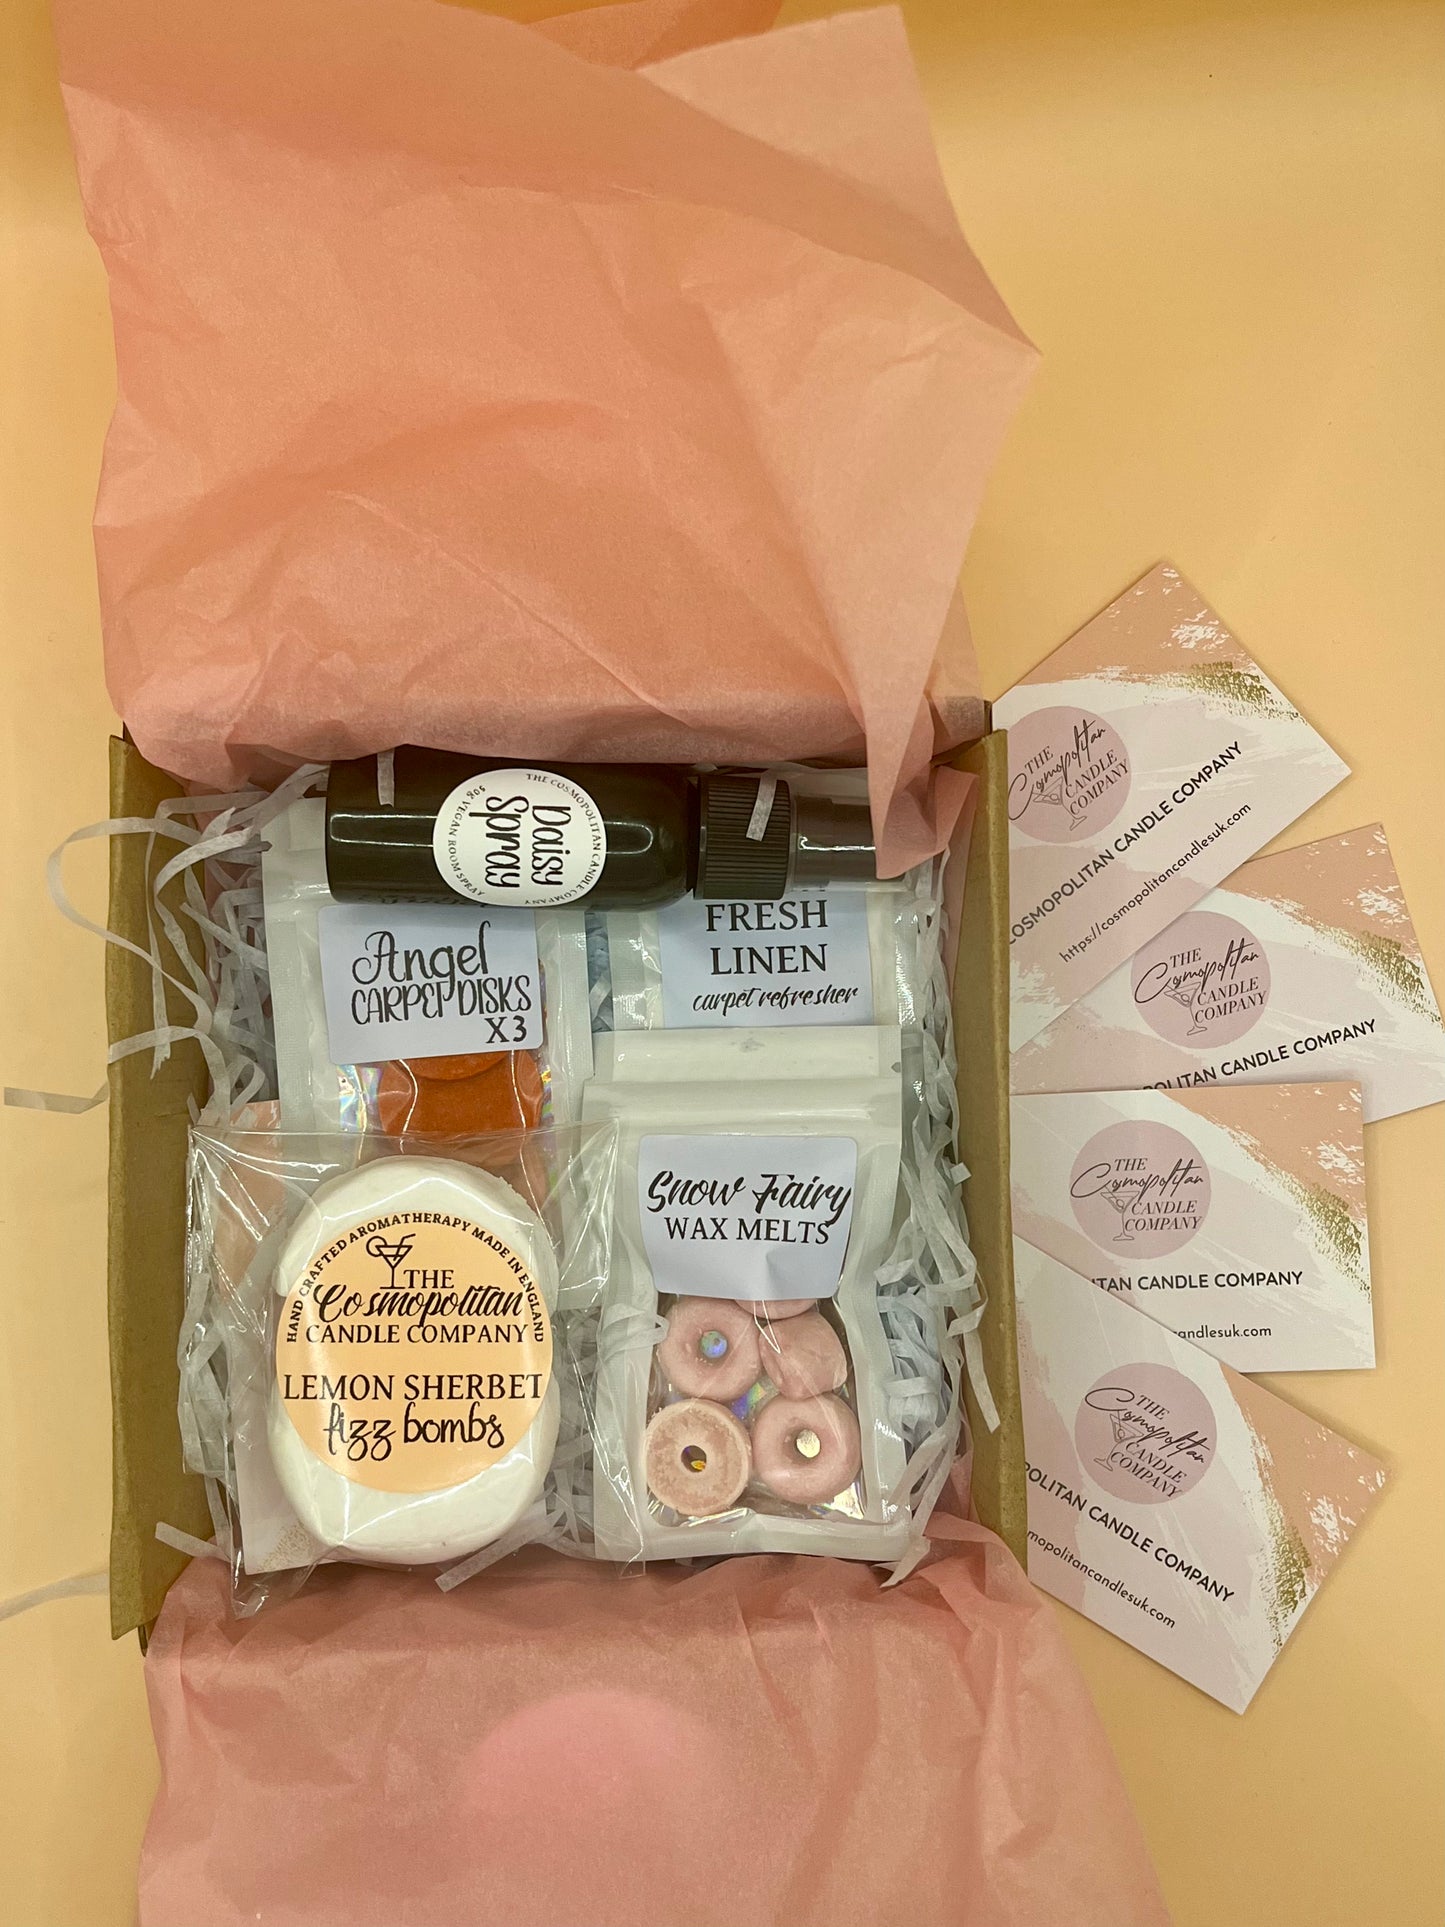 THE COSMOPOLITAN CANDLE COMPANY
Daisy
Spray
50g VEGAN ROOM SPRAY
Angel
CARPET DISKS
X3
FRESH
LINEN
carpet refresher
Snow Fairy
WAX MELTS
HAND CRAFTED AROMATHERAPY MADE IN ENGLAND
THE
Cosmopolitan
CANDLE COMPANY
LEMON SHERBET
fizz bombs
THE
Cosmopolitan
CANDLE
COMPANY
COSMOPOLITAN CANDLE COMPANY
https://cosmopolitancandlesuk.com
THE
Cosmopolitan
CANDLE
COMPANY
POLITAN CANDLE COMPANY
THE
Cosmopolitan
CANDLE
COMPANY
ITAN CANDLE COMPANY
candlesuk.com
THE
Cosmopolitan
CANDLE
COMPANY
POLITAN CANDLE COMPANY
mopolitancandlesuk.com